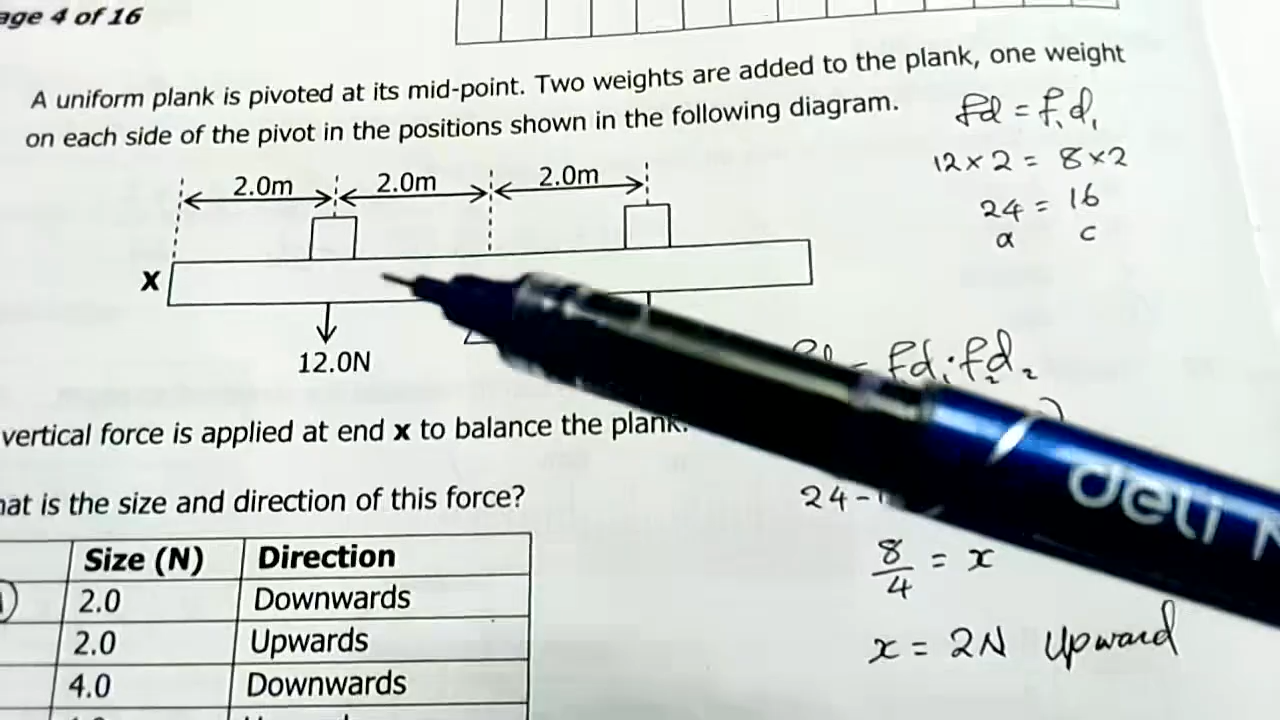 age 4 of 16
A uniform plank is pivoted at its mid-point. Two weights are added to the plank, one weight
on each side of the pivot in the positions shown in the following diagram.
fd = f₁d₁
12 × 2 = 8 × 2
24 = 16
a c
2.0m 2.0m 2.0m
X
12.0N
= fd₁ : fd₂
vertical force is applied at end x to balance the plank.
24 -
hat is the size and direction of this force?
8/4 = x
x = 2N Upward
Size (N) Direction
2.0 Downwards
2.0 Upwards
4.0 Downwards
deli